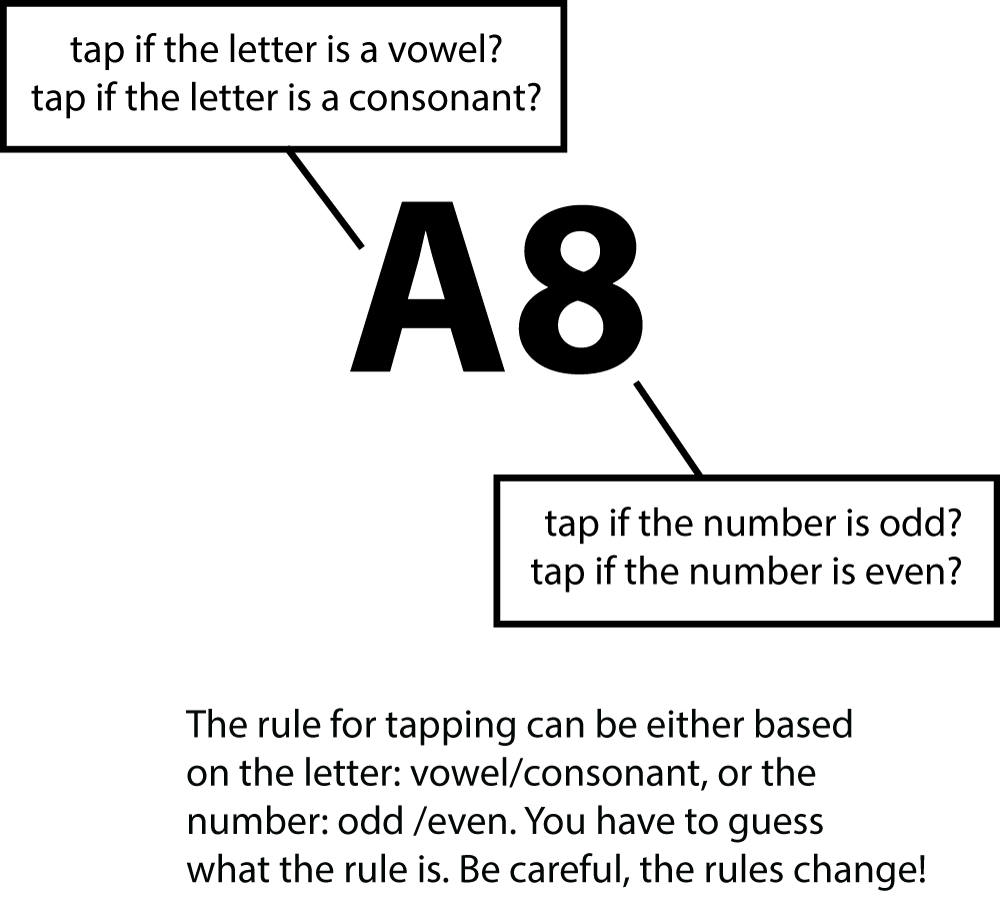 tap if the letter is a vowel?
tap if the letter is a consonant?
A8
tap if the number is odd?
tap if the number is even?
The rule for tapping can be either based
on the letter: vowel/consonant, or the
number: odd /even. You have to guess
what the rule is. Be careful, the rules change!